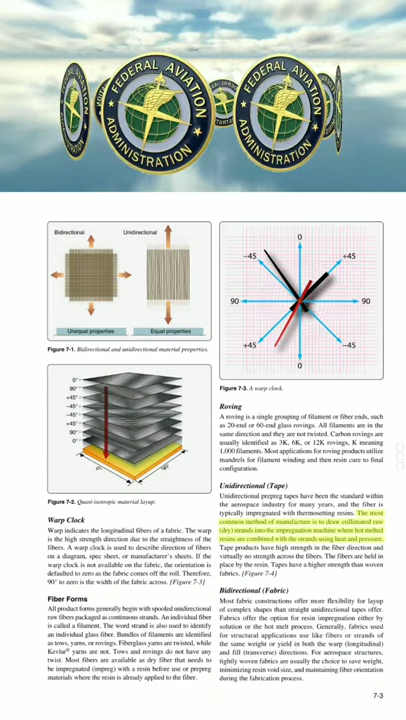 FEDERAL AVIATION
ADMINISTRATION
FEDERAL AVIATION
ADMINISTRATION
Bidirectional
Unidirectional
Unequal properties
Equal properties
Figure 7-1. Bidirectional and unidirectional material properties.
0°
90°
+45°
−45°
−45°
+45°
90°
0°
0°
90°
Figure 7-2. Quasi-isotropic material layup.
Warp Clock
Warp indicates the longitudinal fibers of a fabric. The warp
is the high strength direction due to the straightness of the
fibers. A warp clock is used to describe direction of fibers
on a diagram, spec sheet, or manufacturer's sheets. If the
warp clock is not available on the fabric, the orientation is
defaulted to zero as the fabric comes off the roll. Therefore,
90° to zero is the width of the fabric across. [Figure 7-3]
Fiber Forms
All product forms generally begin with spooled unidirectional
raw fibers packaged as continuous strands. An individual fiber
is called a filament. The word strand is also used to identify
an individual glass fiber. Bundles of filaments are identified
as tows, yarns, or rovings. Fiberglass yarns are twisted, while
Kevlar® yarns are not. Tows and rovings do not have any
twist. Most fibers are available as dry fiber that needs to
be impregnated (impreg) with a resin before use or prepreg
materials where the resin is already applied to the fiber.
0
−45
+45
90
90
+45
−45
0
Figure 7-3. A warp clock.
Roving
A roving is a single grouping of filament or fiber ends, such
as 20-end or 60-end glass rovings. All filaments are in the
same direction and they are not twisted. Carbon rovings are
usually identified as 3K, 6K, or 12K rovings, K meaning
1,000 filaments. Most applications for roving products utilize
mandrels for filament winding and then resin cure to final
configuration.
Unidirectional (Tape)
Unidirectional prepreg tapes have been the standard within
the aerospace industry for many years, and the fiber is
typically impregnated with thermosetting resins. The most
common method of manufacture is to draw collimated raw
(dry) strands into the impregnation machine where hot melted
resins are combined with the strands using heat and pressure.
Tape products have high strength in the fiber direction and
virtually no strength across the fibers. The fibers are held in
place by the resin. Tapes have a higher strength than woven
fabrics. [Figure 7-4]
Bidirectional (Fabric)
Most fabric constructions offer more flexibility for layup
of complex shapes than straight unidirectional tapes offer.
Fabrics offer the option for resin impregnation either by
solution or the hot melt process. Generally, fabrics used
for structural applications use like fibers or strands of
the same weight or yield in both the warp (longitudinal)
and fill (transverse) directions. For aerospace structures,
tightly woven fabrics are usually the choice to save weight,
minimizing resin void size, and maintaining fiber orientation
during the fabrication process.
7-3